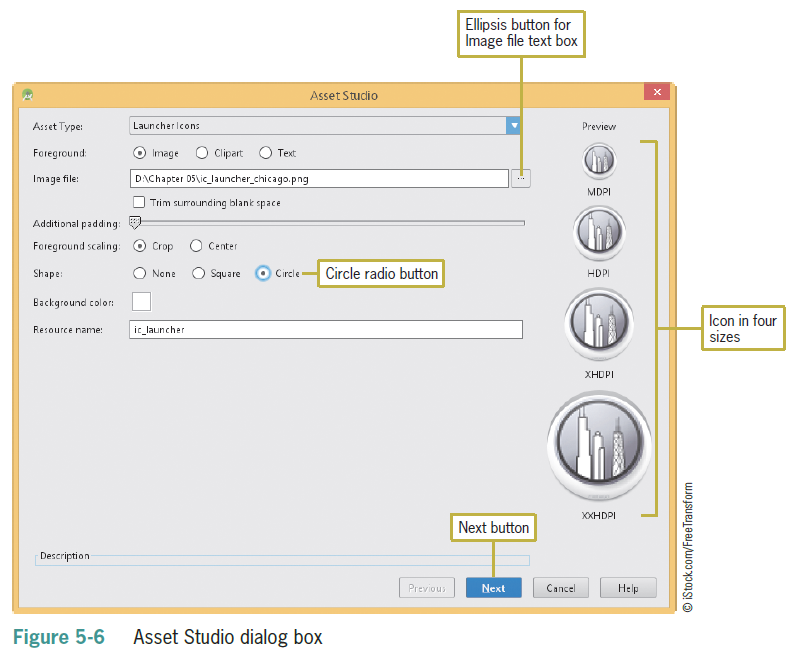 Ellipsis button for
Image file text box
Asset Studio
Asset Type: Launcher Icons
Preview
Foreground: Image Clipart Text
Image file: D:\Chapter 05\ic_launcher_chicago.png ...
MDPI
Trim surrounding blank space
Additional padding:
Foreground scaling: Crop Center
Shape: None Square Circle
Circle radio button
HDPI
Background color:
Resource name: ic_launcher
Icon in four
sizes
XHDPI
XXHDPI
Next button
Description
Previous Next Cancel Help
© iStock.com/FreeTransform
Figure 5-6 Asset Studio dialog box